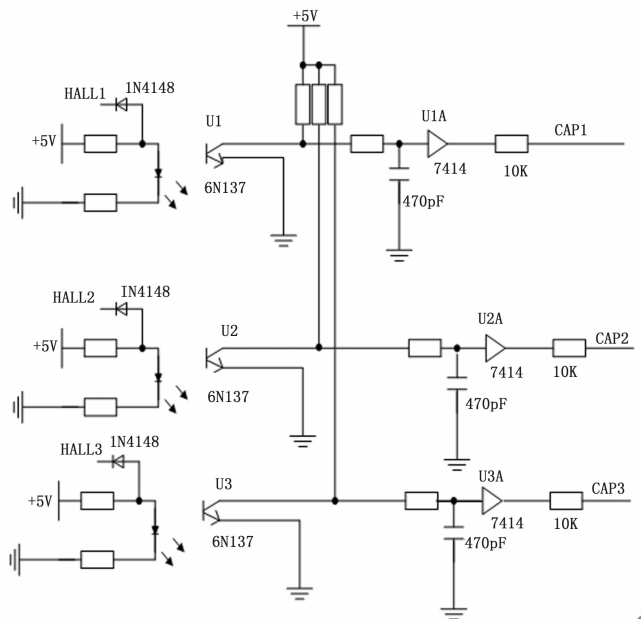 +5V
HALL1 1N4148
U1
U1A
CAP1
+5V
6N137
7414
10K
470pF
HALL2 IN4148
U2
U2A
CAP2
+5V
6N137
7414
10K
470pF
HALL3 1N4148
U3
U3A
CAP3
+5V
6N137
7414
10K
470pF